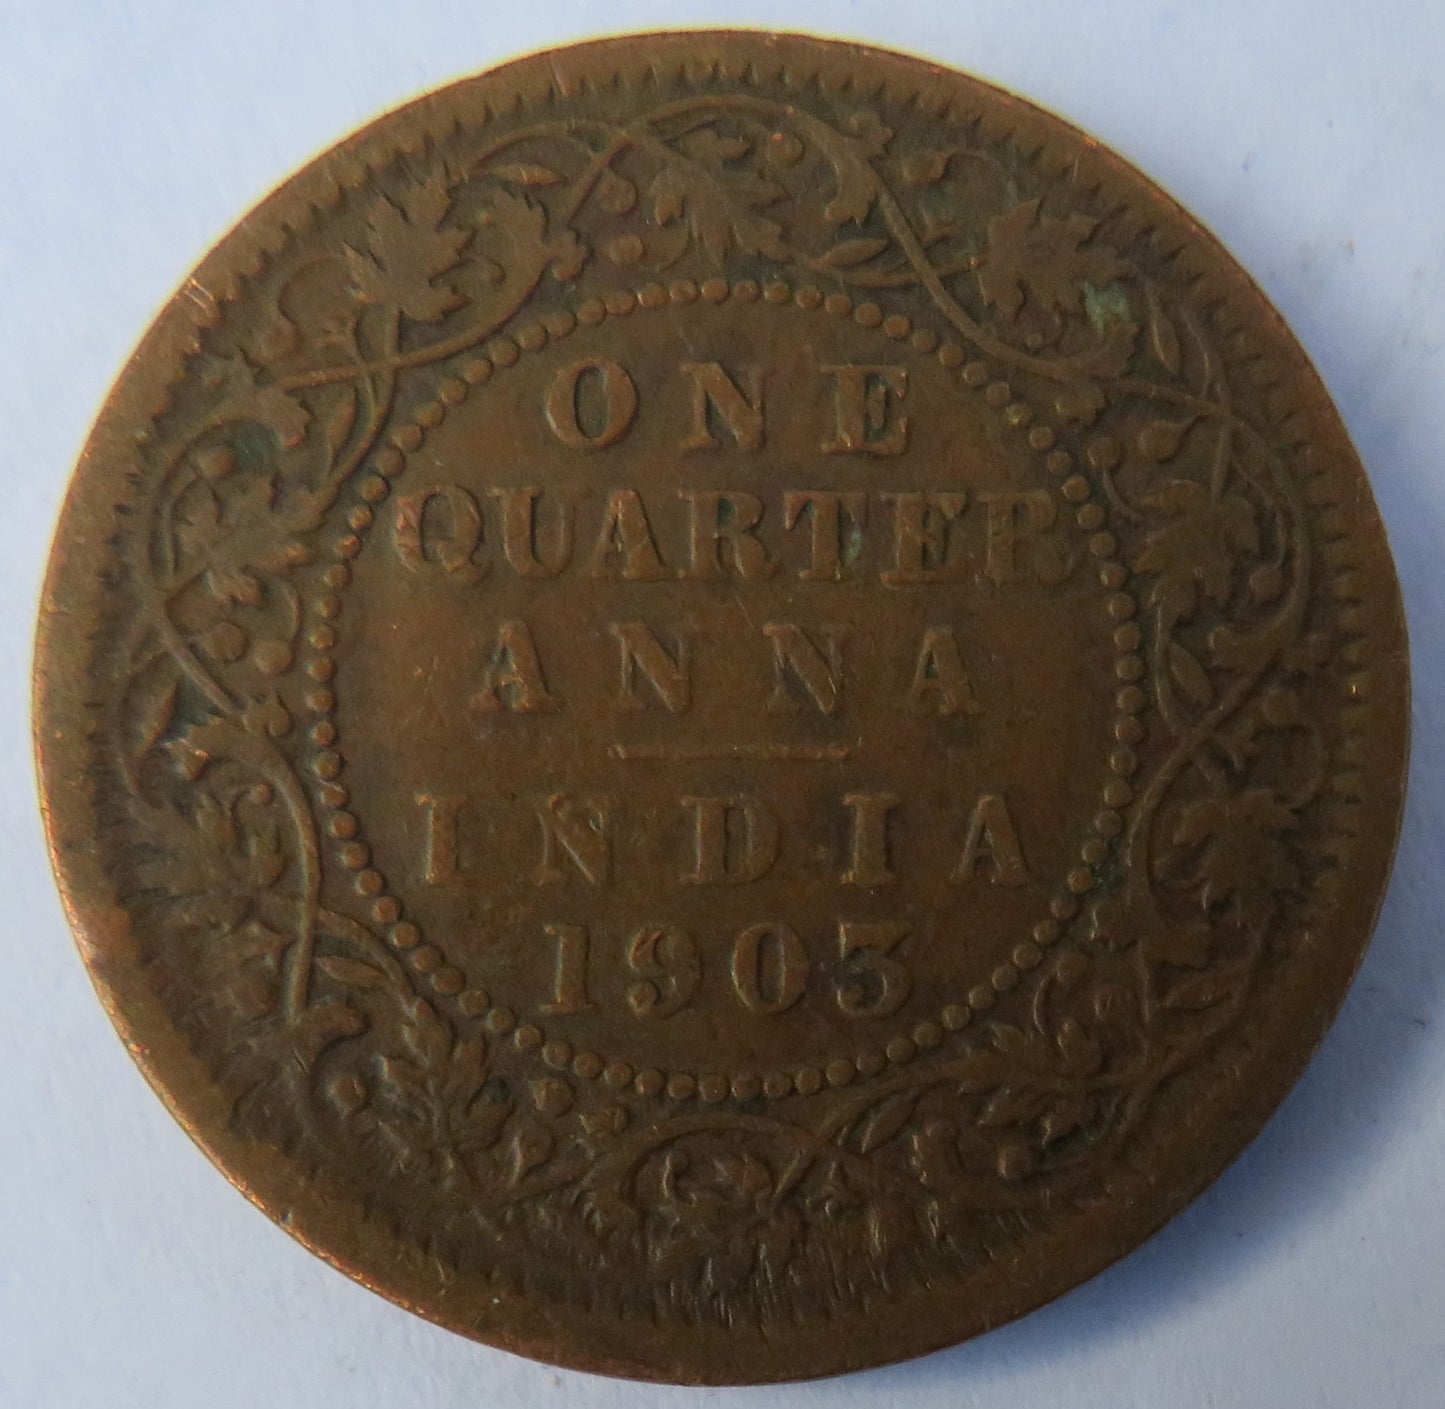 ONE
QUARTER
ANNA
INDIA
1903